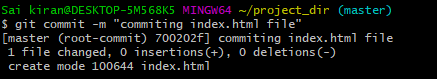 Sai kiran@DESKTOP-5M568K5 MINGW64 ~/project_dir (master)
$ git commit -m "commiting index.html file"
[master (root-commit) 700202f] commiting index.html file
 1 file changed, 0 insertions(+), 0 deletions(-)
 create mode 100644 index.html